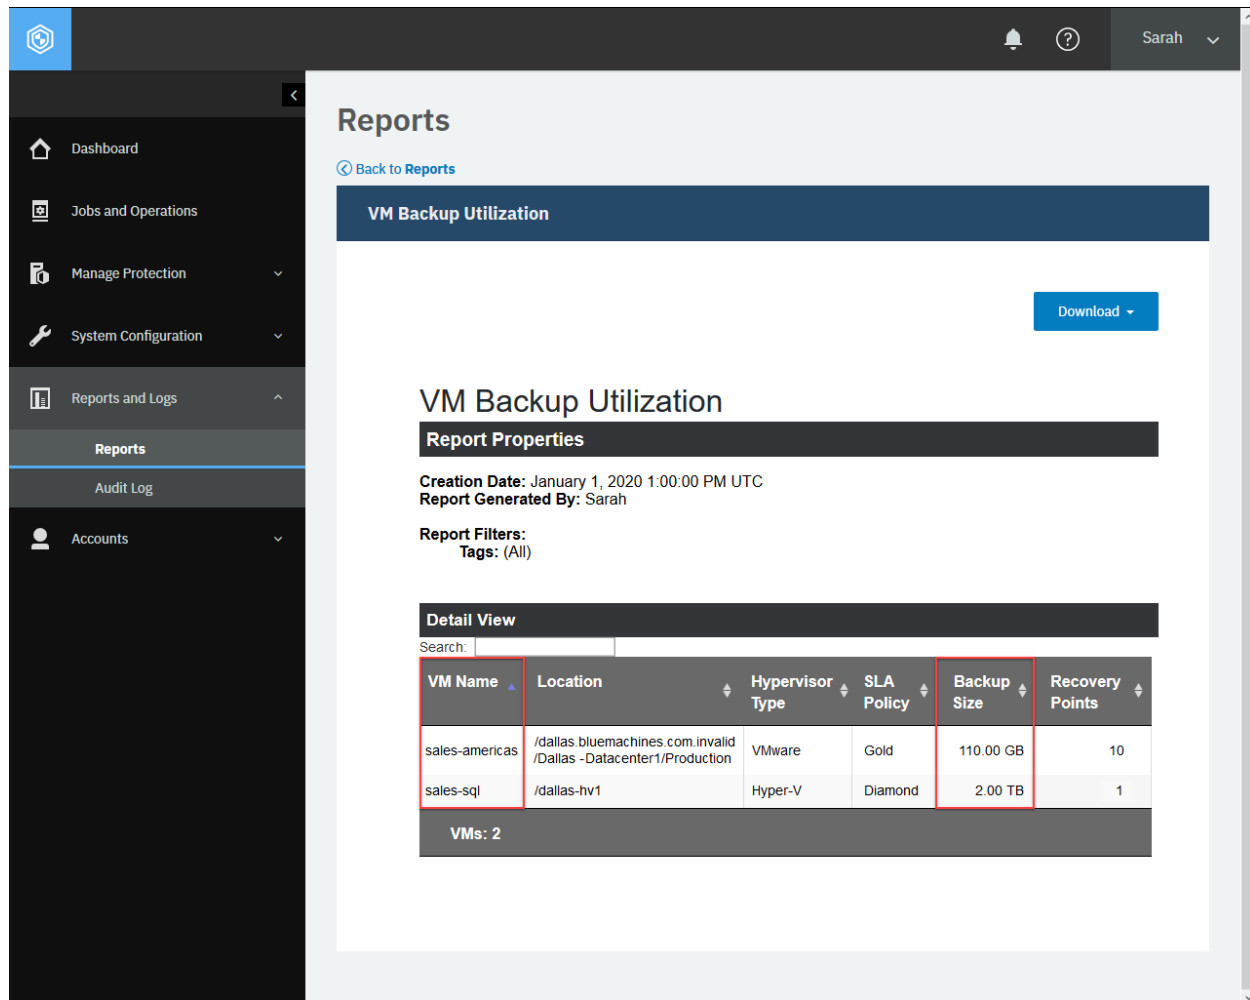 Sarah
Dashboard
Jobs and Operations
Manage Protection
System Configuration
Reports and Logs
Reports
Audit Log
Accounts
Reports
Back to Reports
VM Backup Utilization
Download
VM Backup Utilization
Report Properties
Creation Date: January 1, 2020 1:00:00 PM UTC
Report Generated By: Sarah
Report Filters:
Tags: (All)
Detail View
Search:
VM Name Location Hypervisor Type SLA Policy Backup Size Recovery Points
sales-americas /dallas.bluemachines.com.invalid/Dallas -Datacenter1/Production VMware Gold 110.00 GB 10
sales-sql /dallas-hv1 Hyper-V Diamond 2.00 TB 1
VMs: 2